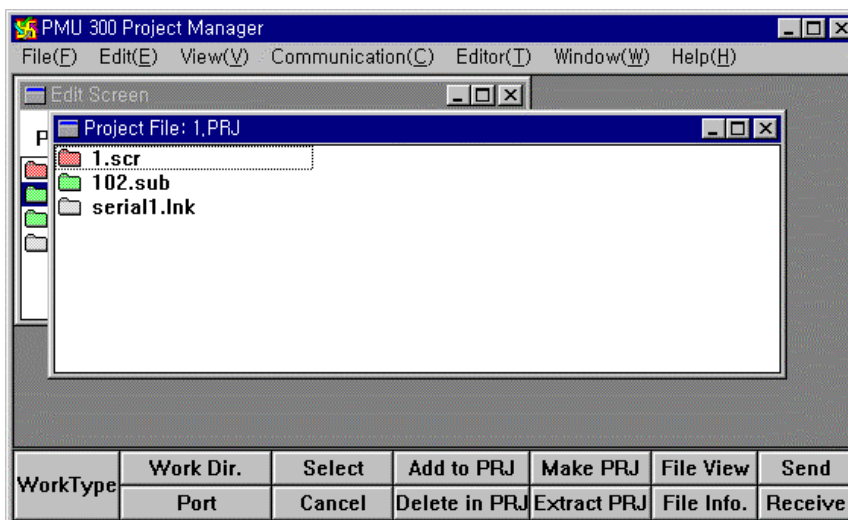 PMU 300 Project Manager
File(F) Edit(E) View(V) Communication(C) Editor(T) Window(W) Help(H)
Edit Screen
P
Project File: 1,PRJ
1.scr
102.sub
serial1.lnk
WorkType
Work Dir. Select Add to PRJ Make PRJ File View Send
Port Cancel Delete in PRJ Extract PRJ File Info. Receive